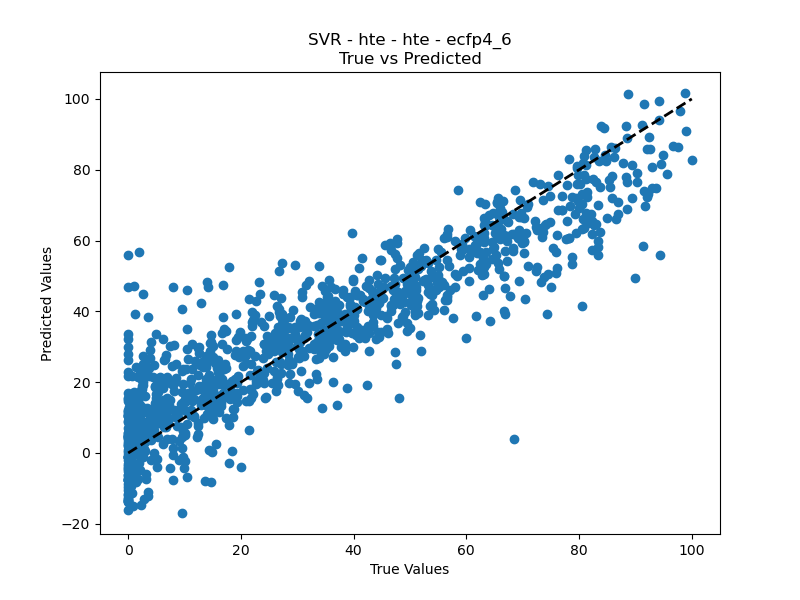 SVR - hte - hte - ecfp4_6
True vs Predicted
100
80
60
40
20
0
−20
Predicted Values
0 20 40 60 80 100
True Values